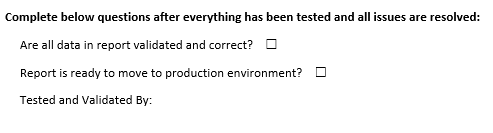 Complete below questions after everything has been tested and all issues are resolved:
Are all data in report validated and correct? ☐
Report is ready to move to production environment? ☐
Tested and Validated By: